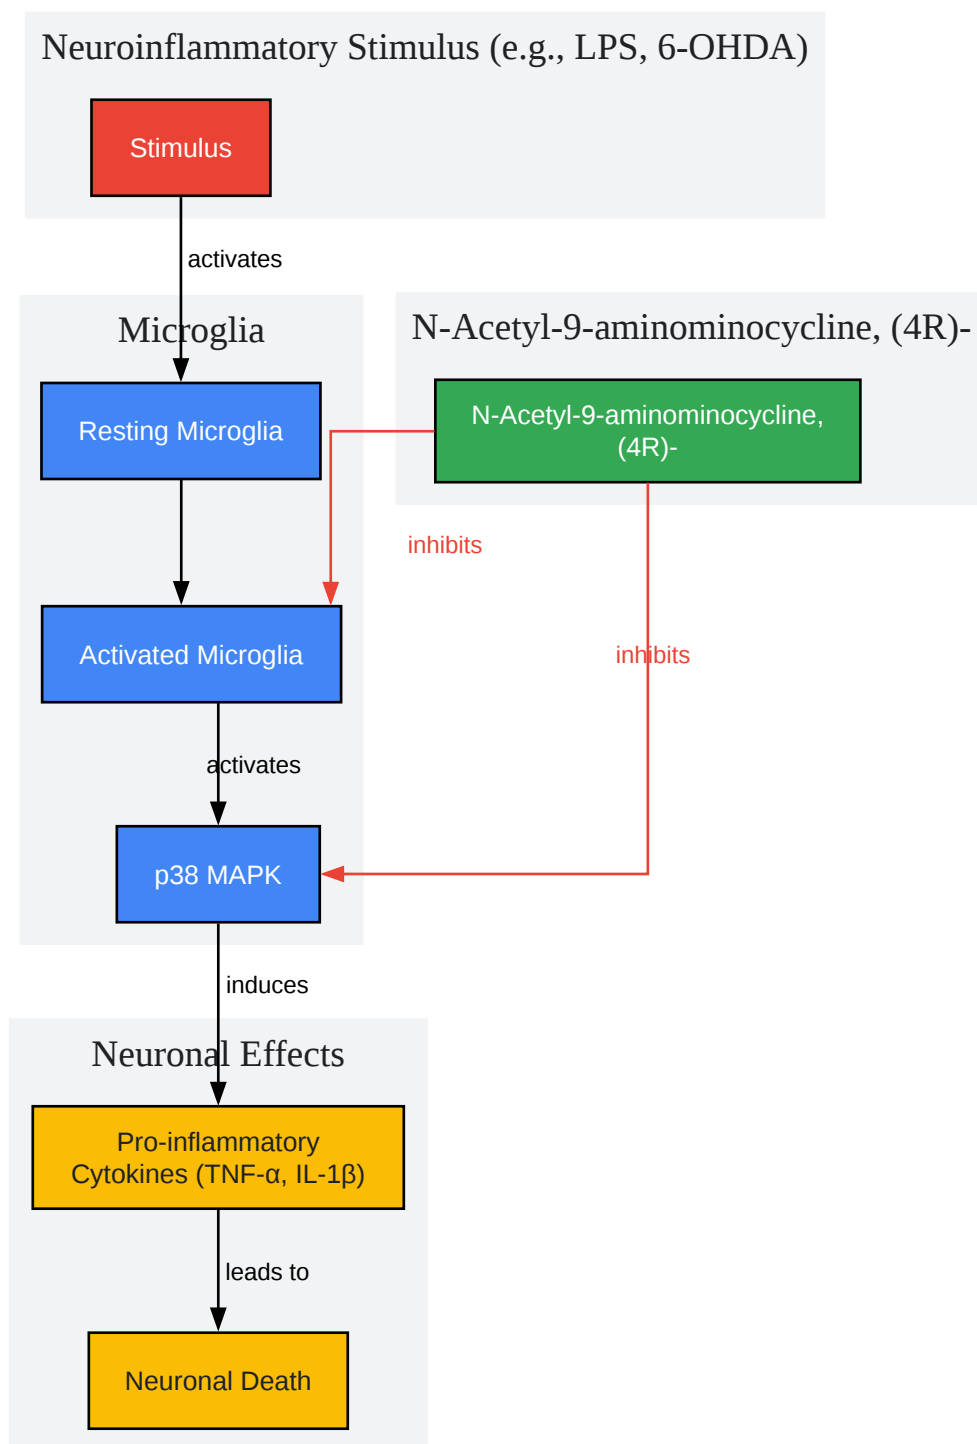 Neuroinflammatory Stimulus (e.g., LPS, 6-OHDA)
Stimulus
activates
Microglia
N-Acetyl-9-aminominocycline, (4R)-
Resting Microglia
N-Acetyl-9-aminominocycline,
(4R)-
inhibits
Activated Microglia
inhibits
activates
p38 MAPK
induces
Neuronal Effects
Pro-inflammatory
Cytokines (TNF-α, IL-1β)
leads to
Neuronal Death